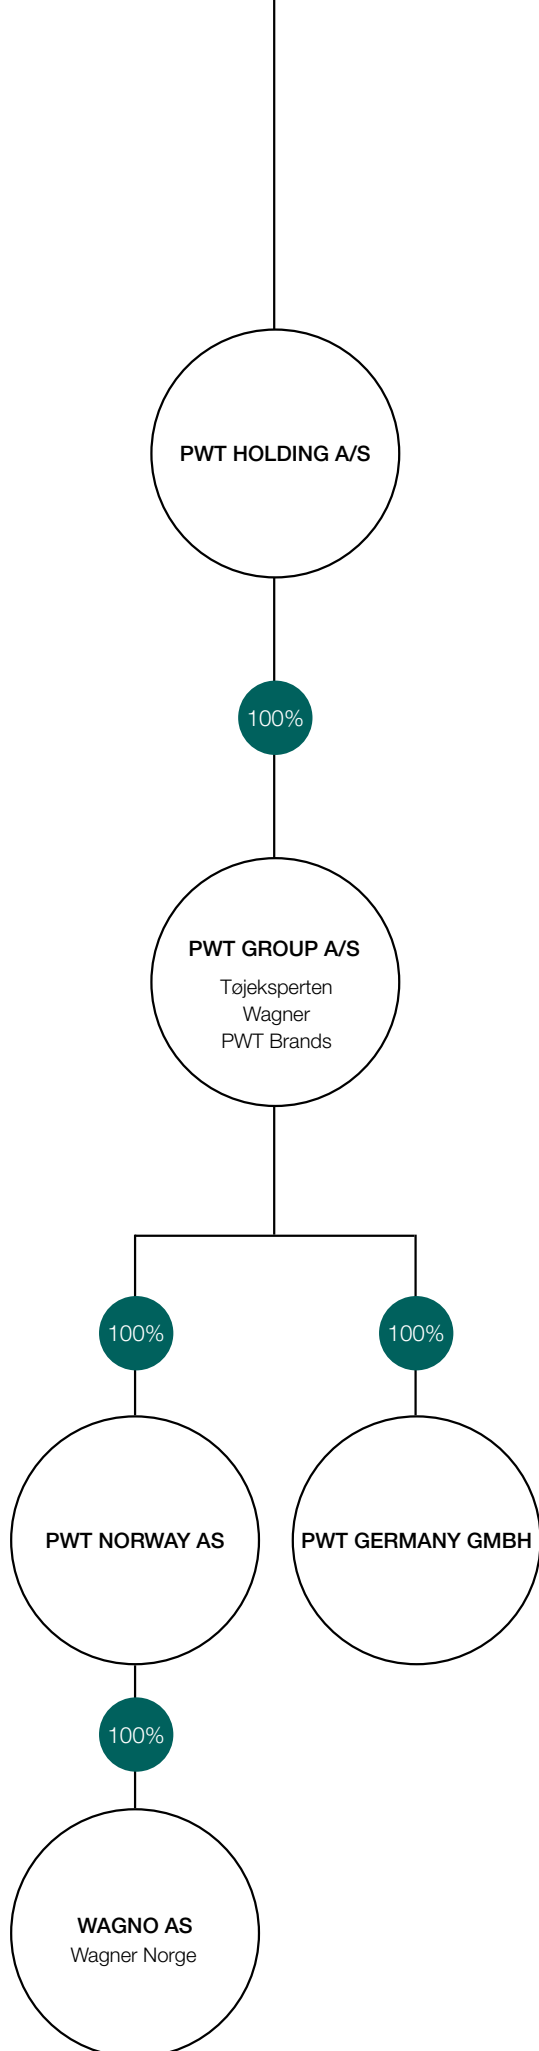 PWT HOLDING A/S
100%
PWT GROUP A/S
Tøjeksperten
Wagner
PWT Brands
100%
100%
PWT NORWAY AS
PWT GERMANY GMBH
100%
WAGNO AS
Wagner Norge